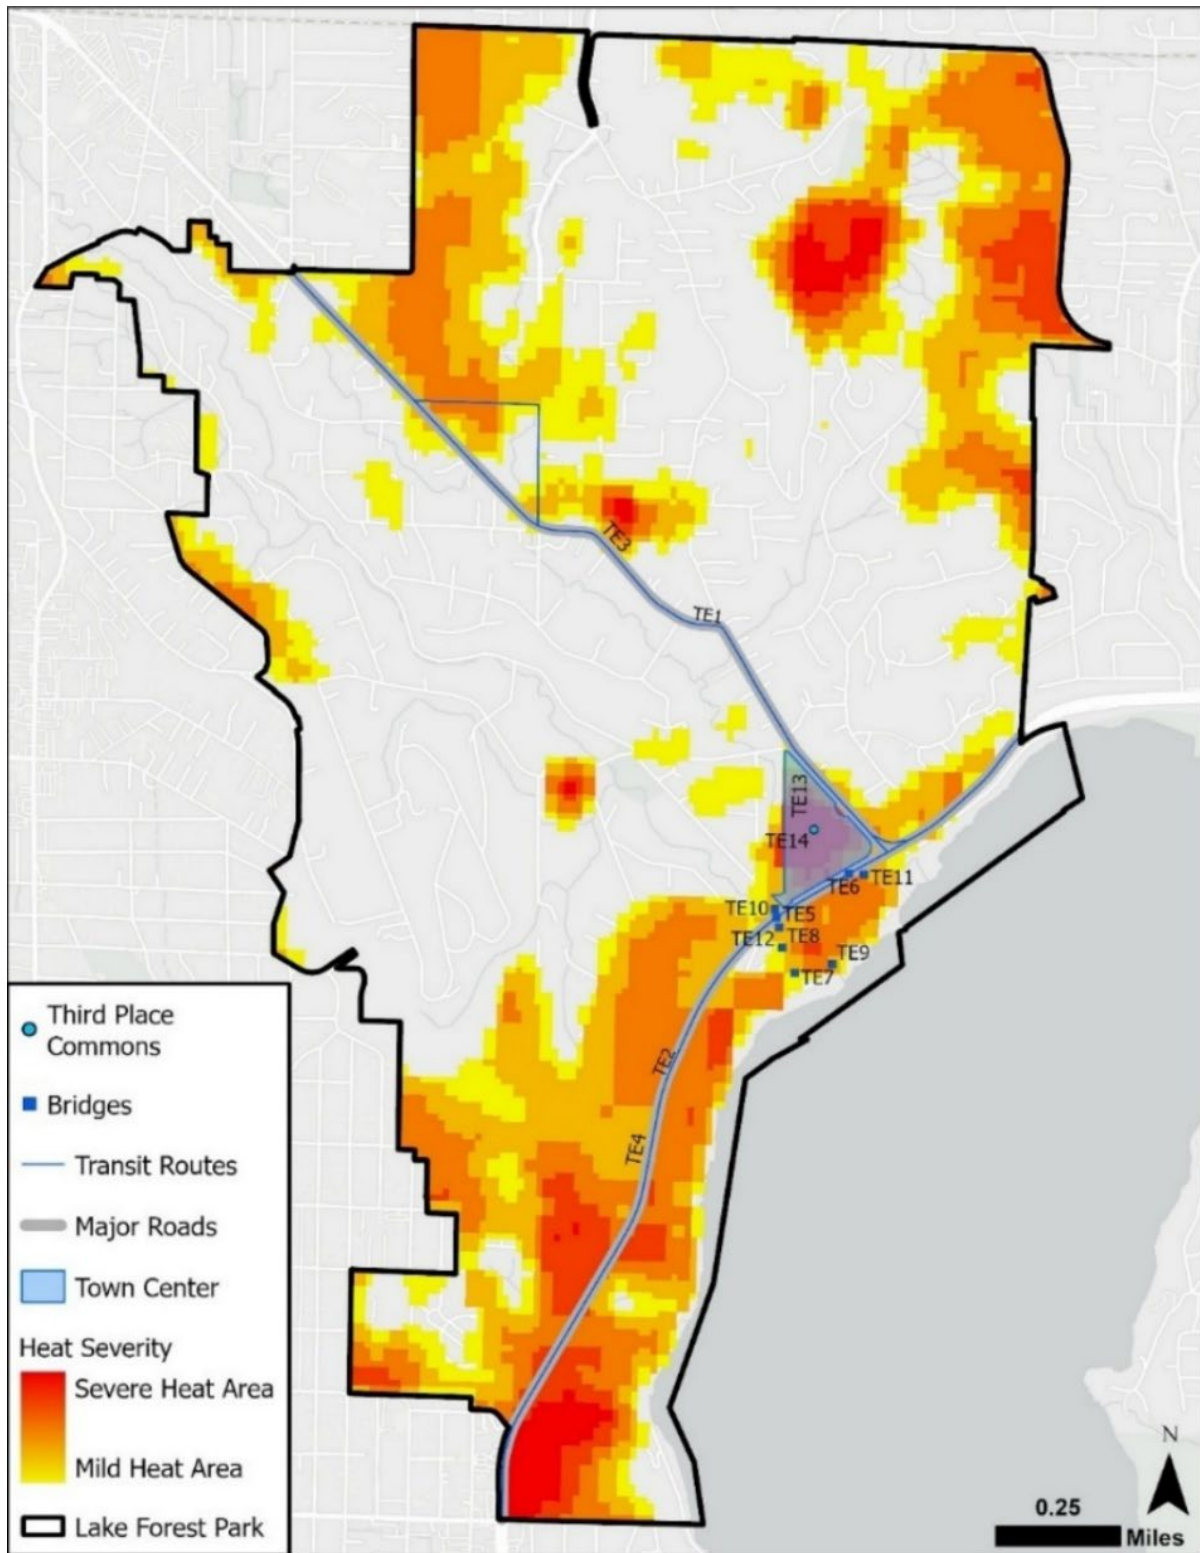 TE3
TE1
TE13
TE14
TE6
TE11
TE10
TE5
TE12
TE8
TE9
TE7
TE2
TE4
Third Place
Commons
Bridges
Transit Routes
Major Roads
Town Center
Heat Severity
Severe Heat Area
Mild Heat Area
Lake Forest Park
N
0.25
Miles